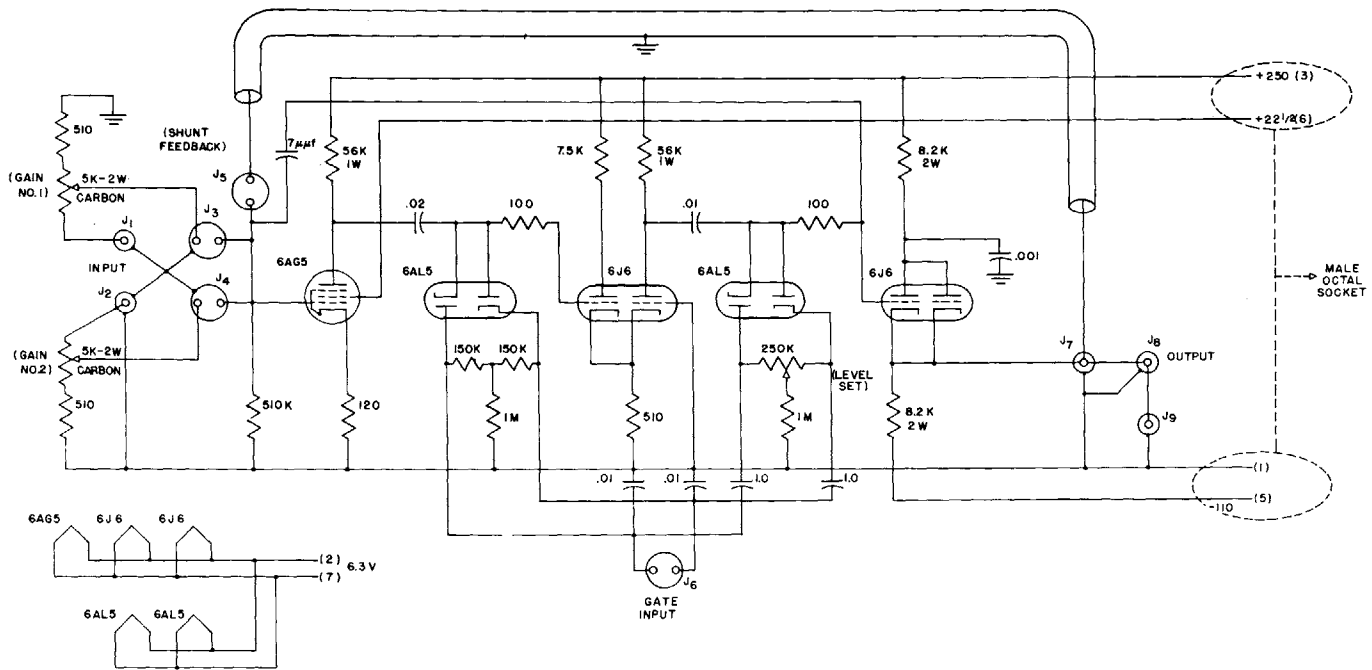 +250 (3)
+22 1/2 (6)
510
(SHUNT
FEEDBACK)
7μμf
56K
1W
7.5K
56K
1W
8.2K
2W
(GAIN
NO.1)
5K-2W
CARBON
J5
J1
J3
.02
100
.01
100
.001
INPUT
6AG5
6AL5
6J6
6AL5
6J6
MALE
OCTAL
SOCKET
J2
J4
J7
J8
OUTPUT
(GAIN
NO.2)
5K-2W
CARBON
150K
150K
250K
(LEVEL
SET)
510
510K
120
1M
510
1M
8.2K
2W
J9
.01
.01
1.0
1.0
(1)
(5)
-110
6AG5
6J6
6J6
(2)
6.3V
(7)
J6
GATE
INPUT
6AL5
6AL5